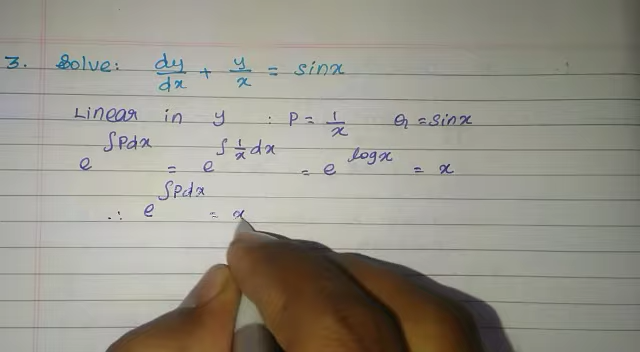 3. Solve: dy/dx + y/x = sinx
Linear in y : P = 1/x Q = sinx
e^∫Pdx = e^∫1/x dx = e^logx = x
∴ e^∫Pdx = x